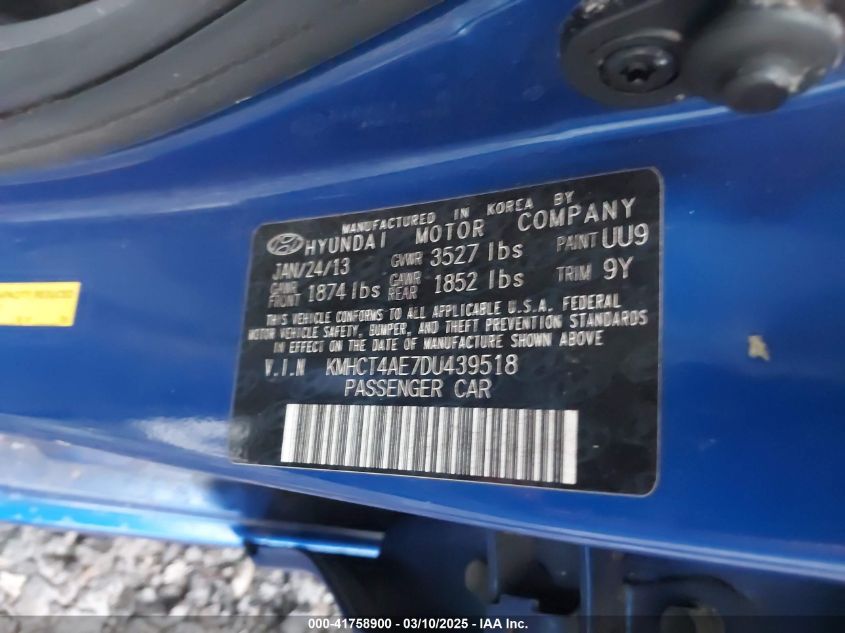 MANUFACTURED IN KOREA BY
HYUNDAI MOTOR COMPANY
JAN/24/13 GVWR 3527 lbs PAINT UU9
GAWR FRONT 1874 lbs GAWR REAR 1852 lbs TRIM 9Y
THIS VEHICLE CONFORMS TO ALL APPLICABLE U.S.A. FEDERAL
MOTOR VEHICLE SAFETY, BUMPER, AND THEFT PREVENTION STANDARDS
IN EFFECT ON THE DATE OF MANUFACTURE SHOWN ABOVE
V.I.N KMHCT4AE7DU439518
PASSENGER CAR
000-41758900 - 03/10/2025 - IAA Inc.